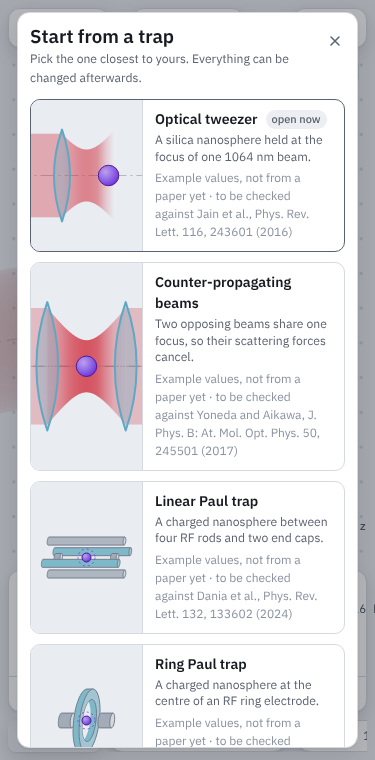 Start from a trap
Pick the one closest to yours. Everything can be
changed afterwards.
Optical tweezer open now
A silica nanosphere held at the
focus of one 1064 nm beam.
Example values, not from a
paper yet · to be checked
against Jain et al., Phys. Rev.
Lett. 116, 243601 (2016)
Counter-propagating
beams
Two opposing beams share one
focus, so their scattering forces
cancel.
Example values, not from a
paper yet · to be checked
against Yoneda and Aikawa, J.
Phys. B: At. Mol. Opt. Phys. 50,
245501 (2017)
Linear Paul trap
A charged nanosphere between
four RF rods and two end caps.
Example values, not from a
paper yet · to be checked
against Dania et al., Phys. Rev.
Lett. 132, 133602 (2024)
Ring Paul trap
A charged nanosphere at the
centre of an RF ring electrode.
Example values, not from a
paper yet · to be checked
z
6